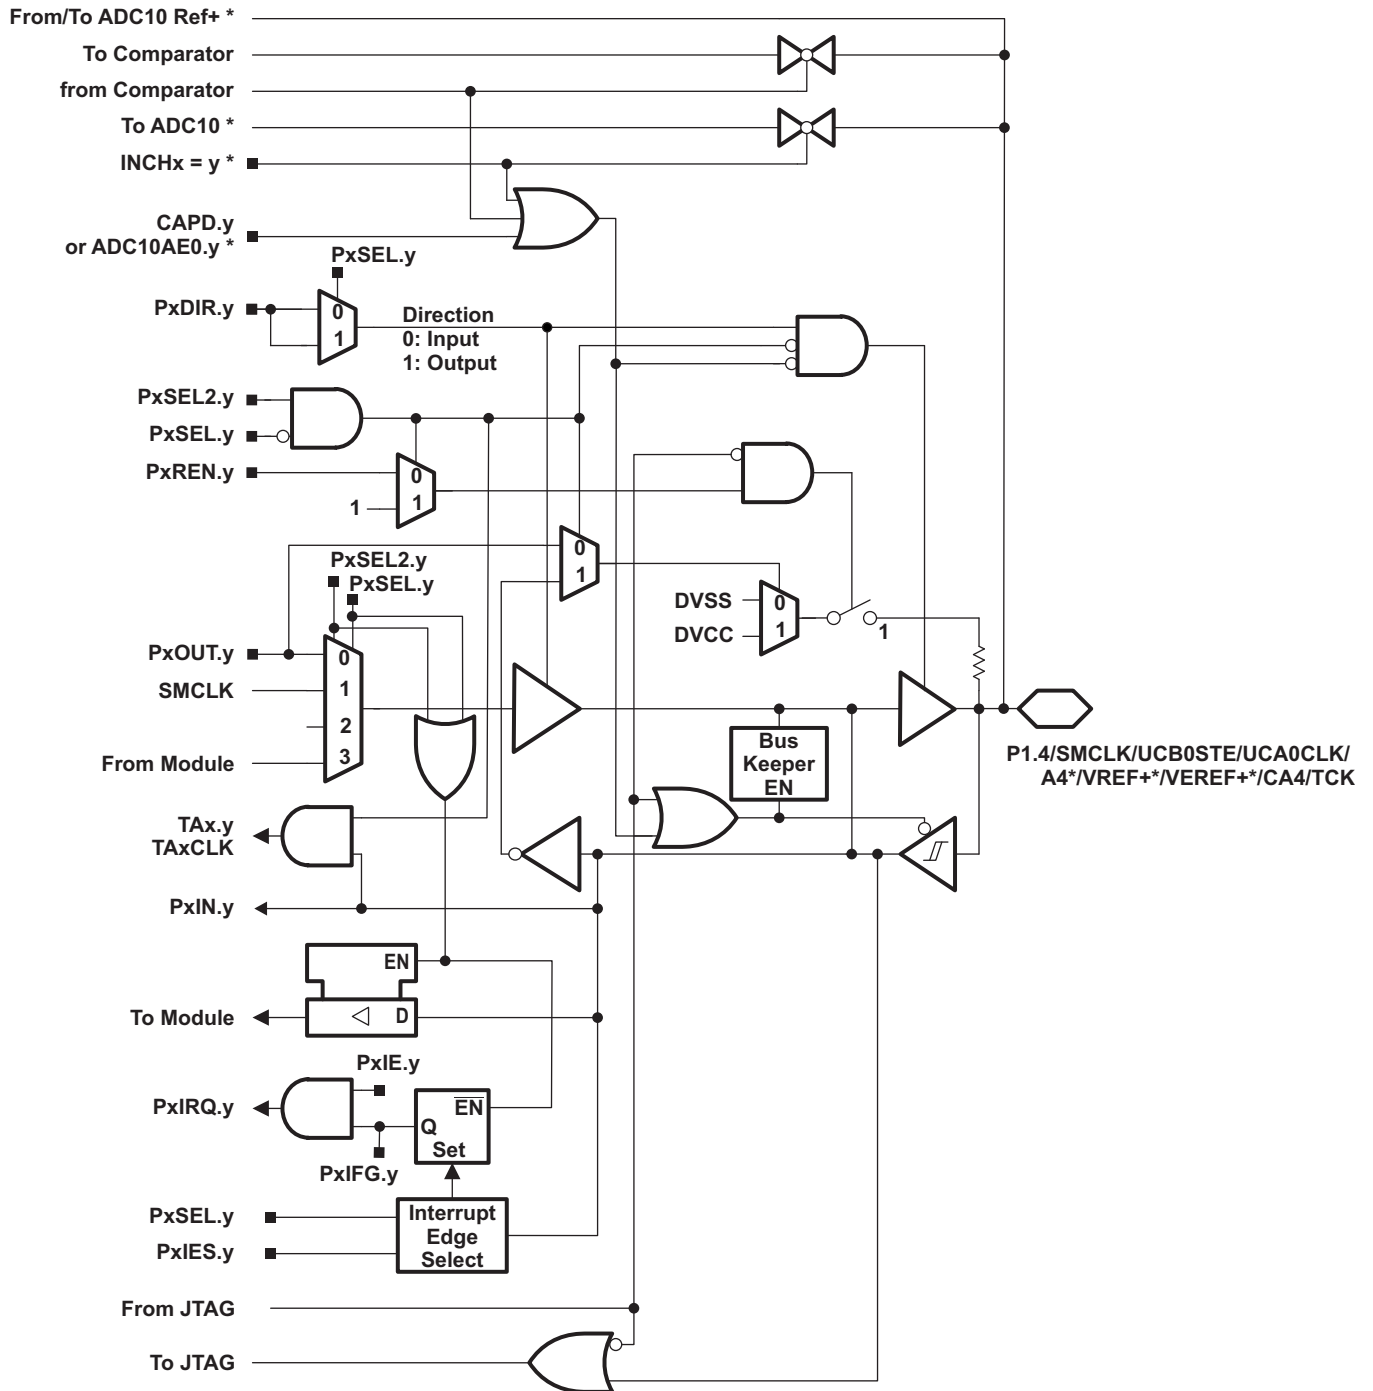 From/To ADC10 Ref+ *
To Comparator
from Comparator
To ADC10 *
INCHx = y *
CAPD.y
or ADC10AE0.y *
PxSEL.y
PxDIR.y
0
1
Direction
0: Input
1: Output
PxSEL2.y
PxSEL.y
PxREN.y
0
1
1
PxSEL2.y
PxSEL.y
0
1
DVSS
DVCC
0
1
1
PxOUT.y
SMCLK
From Module
0
1
2
3
Bus
Keeper
EN
P1.4/SMCLK/UCB0STE/UCA0CLK/
A4*/VREF+*/VEREF+*/CA4/TCK
TAx.y
TAxCLK
PxIN.y
EN
D
To Module
PxIE.y
PxIRQ.y
EN
Q
Set
PxIFG.y
PxSEL.y
PxIES.y
Interrupt
Edge
Select
From JTAG
To JTAG